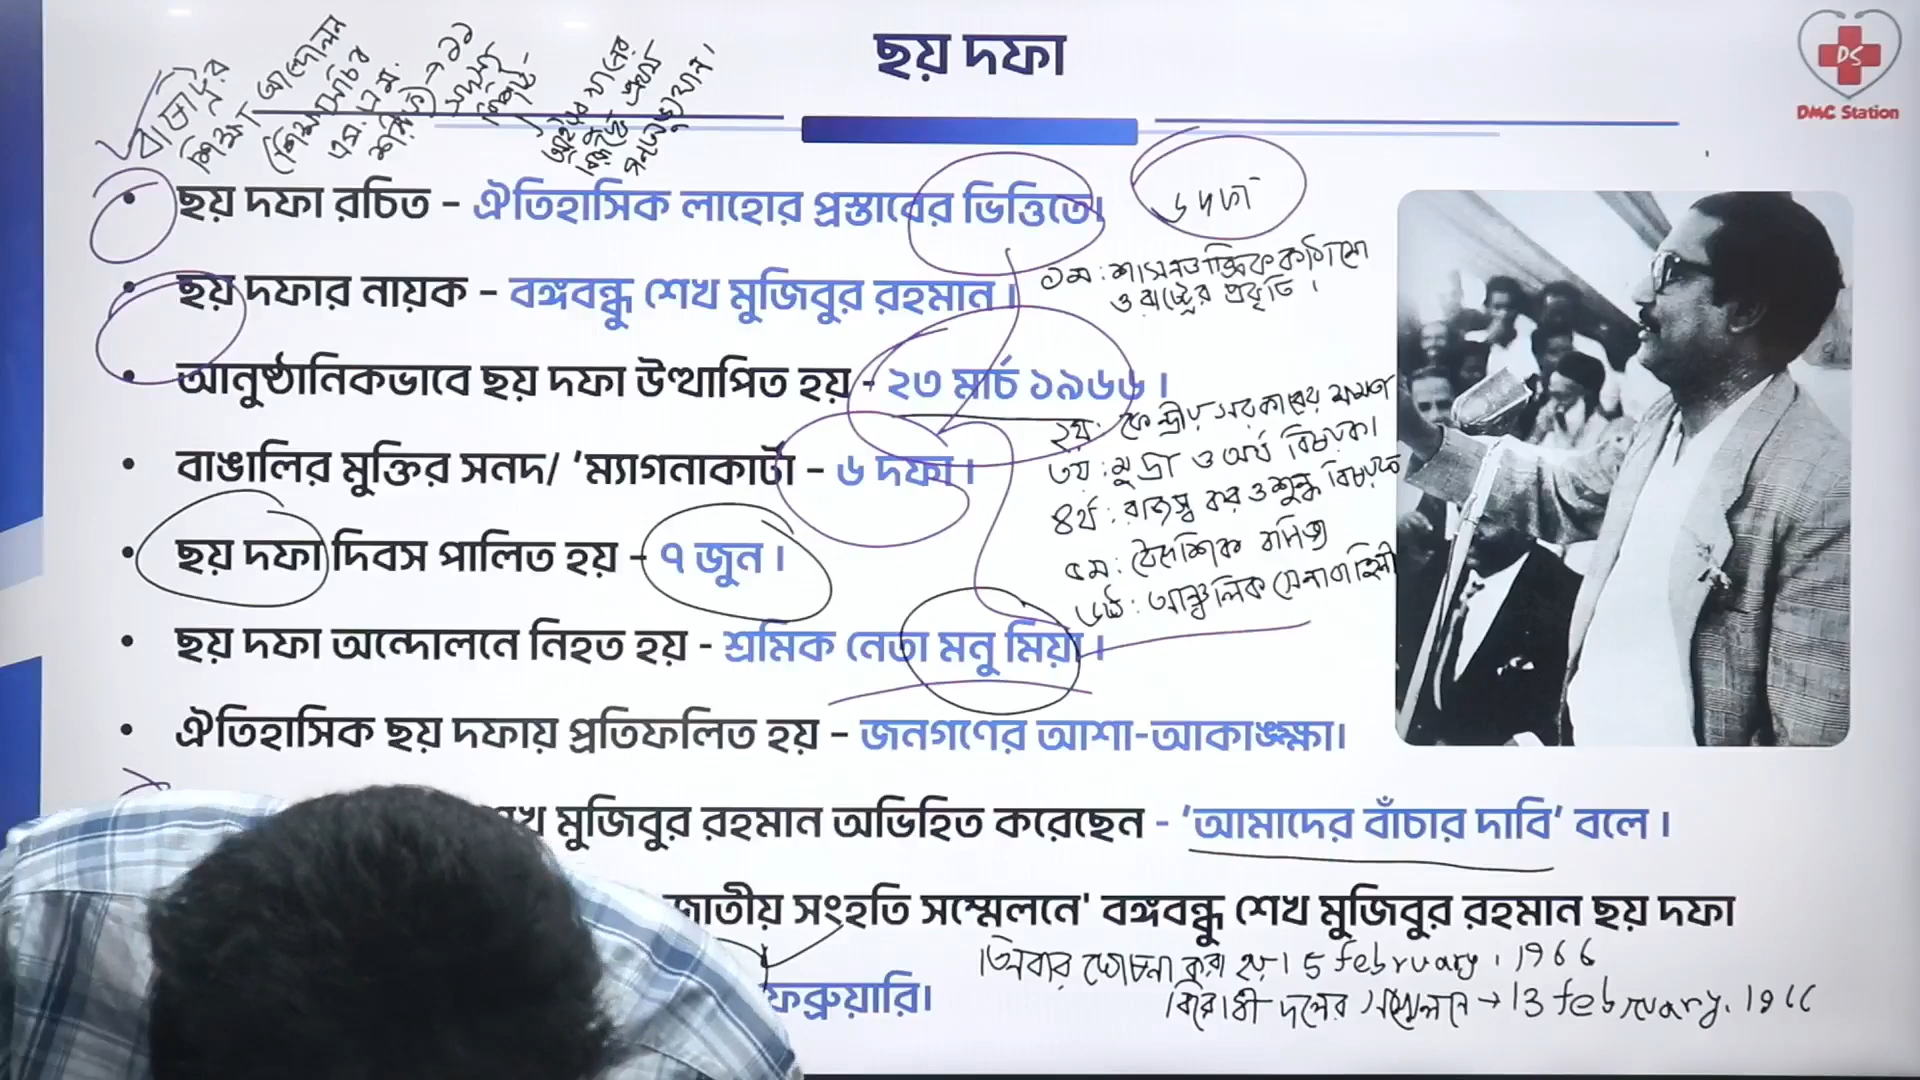 ছয় দফা
DS
DMC Station
বাষট্টির
শিক্ষা আন্দোলন
• ছয় দফা রচিত – ঐতিহাসিক লাহোর প্রস্তাবের ভিত্তিতে।
৬ দফা
১ম : শাসনতান্ত্রিক কাঠামো
ও রাষ্ট্রের প্রকৃতি ।
• ছয় দফার নায়ক – বঙ্গবন্ধু শেখ মুজিবুর রহমান।
• আনুষ্ঠানিকভাবে ছয় দফা উত্থাপিত হয় - ২৩ মার্চ ১৯৬৬।
২য়: কেন্দ্রীয় সরকারের ক্ষমতা
৩য় : মুদ্রা ও অর্থ বিষয়ক।
৪র্থ : রাজস্ব কর ও শুল্ক বিষয়ক
৫ম : বৈদেশিক বাণিজ্য
৬ষ্ঠ : আঞ্চলিক সেনাবাহিনী
• বাঙালির মুক্তির সনদ/ ‘ম্যাগনাকার্টা – ৬ দফা।
• ছয় দফা দিবস পালিত হয় – ৭ জুন।
• ছয় দফা অন্দোলনে নিহত হয় - শ্রমিক নেতা মনু মিয়া।
• ঐতিহাসিক ছয় দফায় প্রতিফলিত হয় – জনগণের আশা-আকাঙ্ক্ষা।
মুজিবুর রহমান অভিহিত করেছেন - ‘আমাদের বাঁচার দাবি’ বলে।
জাতীয় সংহতি সম্মেলনে' বঙ্গবন্ধু শেখ মুজিবুর রহমান ছয় দফা
হয়। 5 february, 1966
ফেব্রুয়ারি।
বিরোধী দলের সম্মেলনে → 13 february, 1966